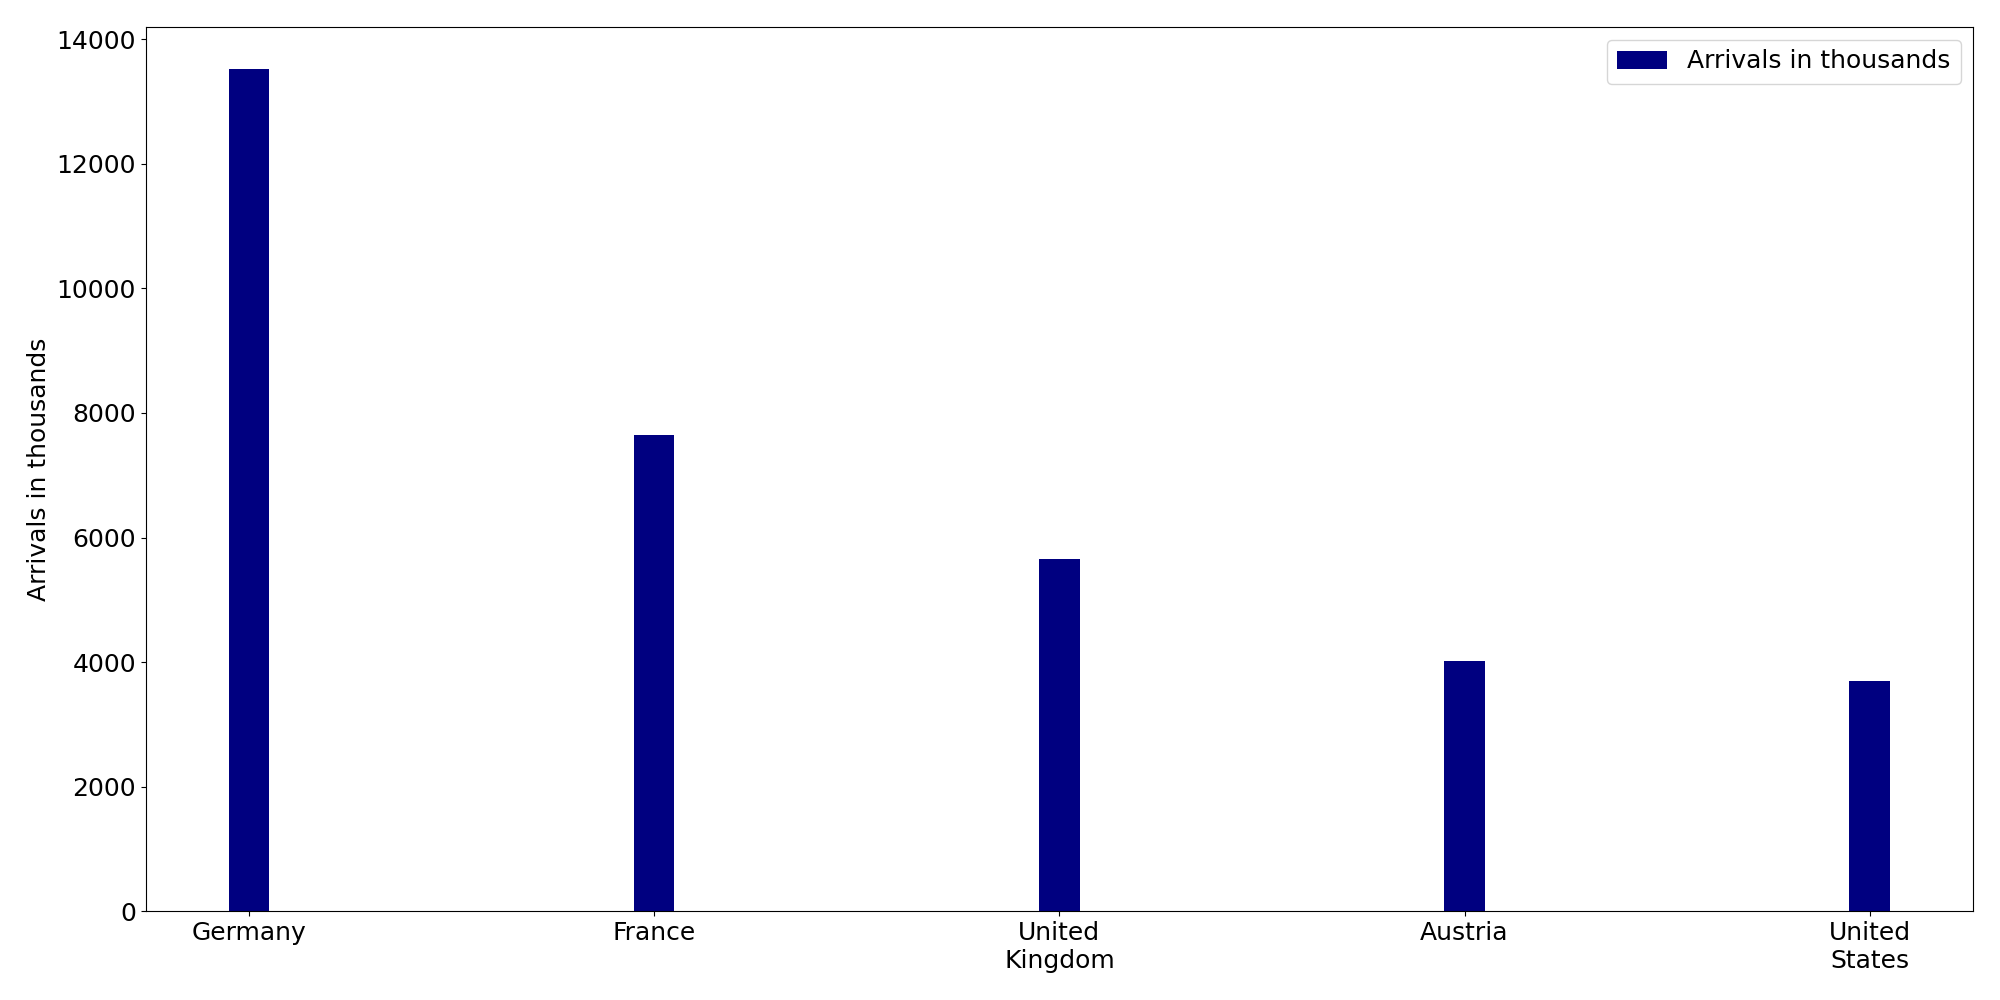 14000
12000
10000
8000
6000
4000
2000
0
Arrivals in thousands
Arrivals in thousands
Germany
France
United
Kingdom
Austria
United
States